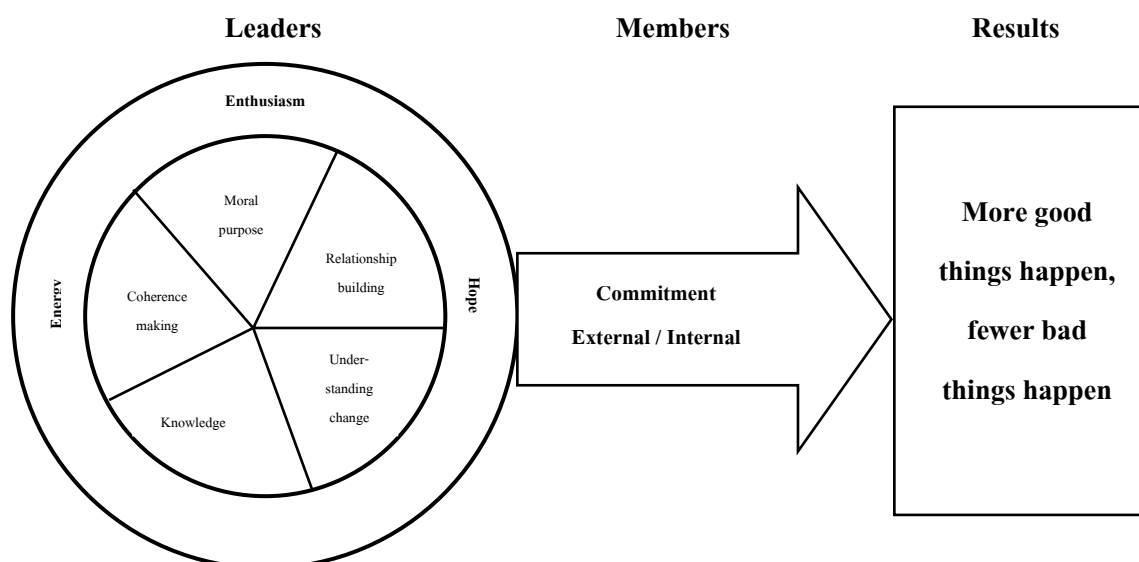 Leaders
Members
Results
Enthusiasm
Moral
purpose
Relationship
building
Hope
Energy
Coherence
making
Knowledge
Under-
standing
change
Commitment
External / Internal
More good
things happen,
fewer bad
things happen